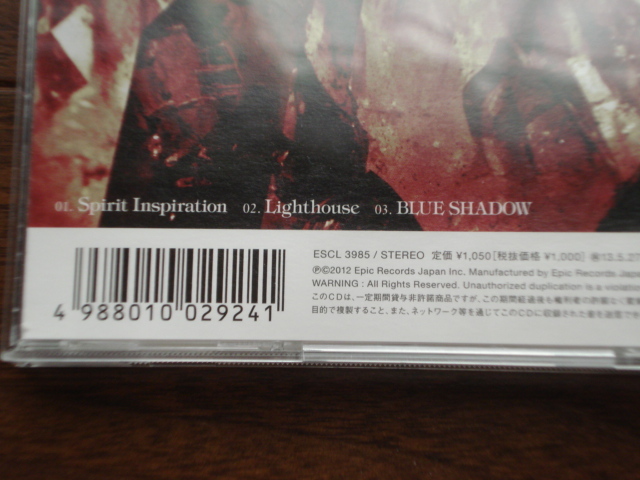 01. Spirit Inspiration 02. Lighthouse 03. BLUE SHADOW
ESCL 3985 / STEREO 定価 ¥1,050[税抜価格 ¥1,000] 13.5.27
℗©2012 Epic Records Japan Inc. Manufactured by Epic Records Japan
WARNING : All Rights Reserved. Unauthorized duplication is a violation
このCDは、一定期間貸与非許諾商品ですが、この期間経過後も権利者の許諾なく
目的で複製すること、また、ネットワーク等を通じてこのCDに収録された音を
4 988010 029241